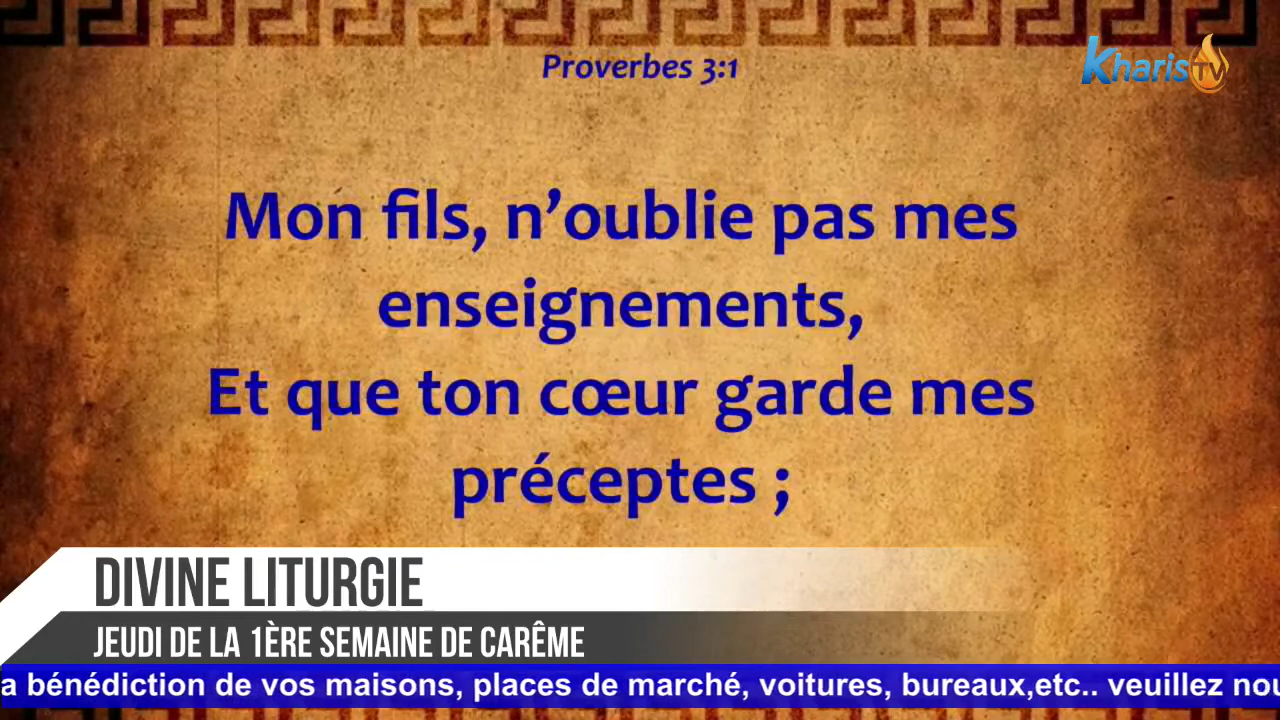 Proverbes 3:1
Kharis TV
Mon fils, n’oublie pas mes
enseignements,
Et que ton cœur garde mes
préceptes ;
DIVINE LITURGIE
JEUDI DE LA 1ÈRE SEMAINE DE CARÊME
a bénédiction de vos maisons, places de marché, voitures, bureaux,etc.. veuillez nou